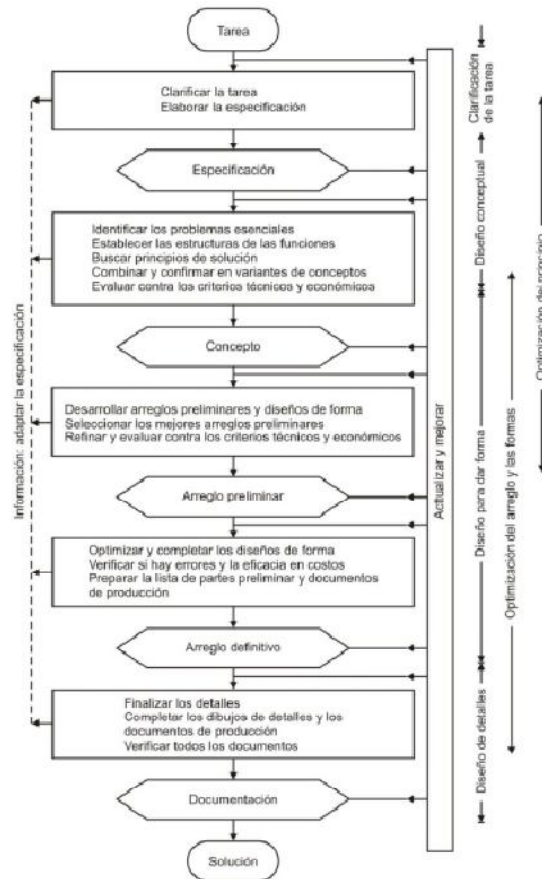 Tarea
Clarificar la tarea
Elaborar la especificación
Especificación
Identificar los problemas esenciales
Establecer las estructuras de las funciones
Buscar principios de solución
Combinar y confirmar en variantes de conceptos
Evaluar contra los criterios técnicos y económicos
Concepto
Desarrollar arreglos preliminares y diseños de forma
Seleccionar los mejores arreglos preliminares
Refinar y evaluar contra los criterios técnicos y económicos
Arreglo preliminar
Optimizar y completar los diseños de forma
Verificar si hay errores y la eficacia en costos
Preparar la lista de partes preliminar y documentos
de producción
Arreglo definitivo
Finalizar los detalles
Completar los dibujos de detalles y los
documentos de producción
Verificar todos los documentos
Documentación
Solución
Información: adaptar la especificación
Actualizar y mejorar
Clarificación
de la tarea
Diseño conceptual
Diseño para dar forma
Diseño de detalles
Optimización del arreglo y las formas
Optimización del principio